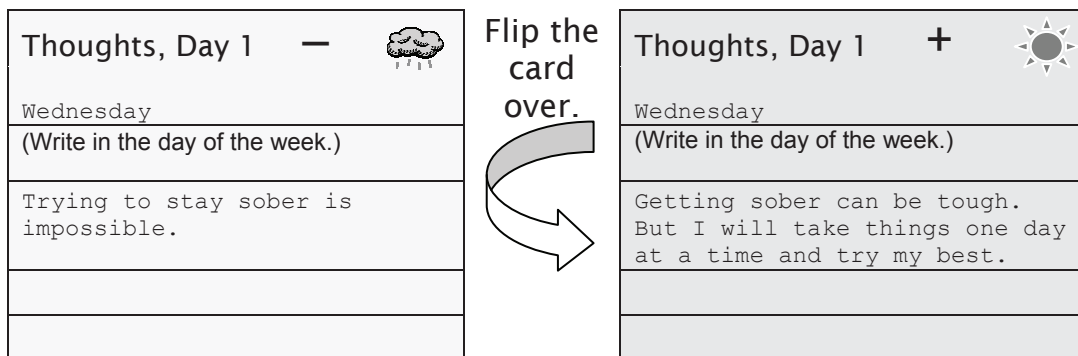 Thoughts, Day 1 –
Wednesday
(Write in the day of the week.)
Trying to stay sober is
impossible.
Flip the
card
over.
Thoughts, Day 1 +
Wednesday
(Write in the day of the week.)
Getting sober can be tough.
But I will take things one day
at a time and try my best.